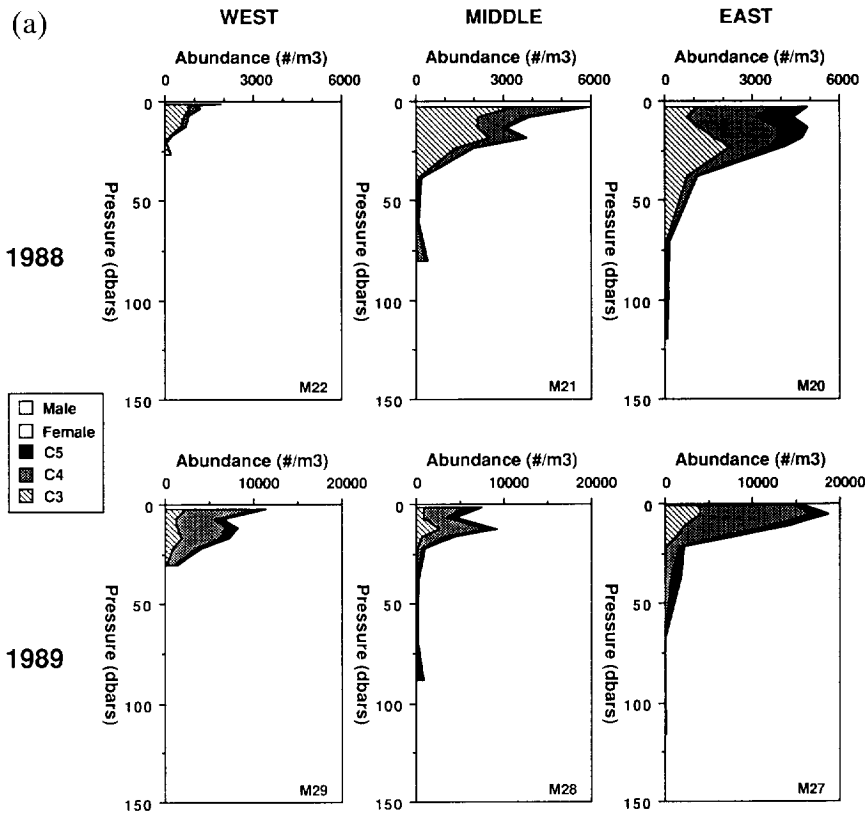 (a)
WEST
MIDDLE
EAST
1988
Abundance (#/m3)
0 3000 6000
Pressure (dbars)
0
50
100
150
M22
Abundance (#/m3)
0 3000 6000
Pressure (dbars)
0
50
100
150
M21
Abundance (#/m3)
0 3000 6000
Pressure (dbars)
0
50
100
150
M20
Male
Female
C5
C4
C3
1989
Abundance (#/m3)
0 10000 20000
Pressure (dbars)
0
50
100
150
M29
Abundance (#/m3)
0 10000 20000
Pressure (dbars)
0
50
100
150
M28
Abundance (#/m3)
0 10000 20000
Pressure (dbars)
0
50
100
150
M27